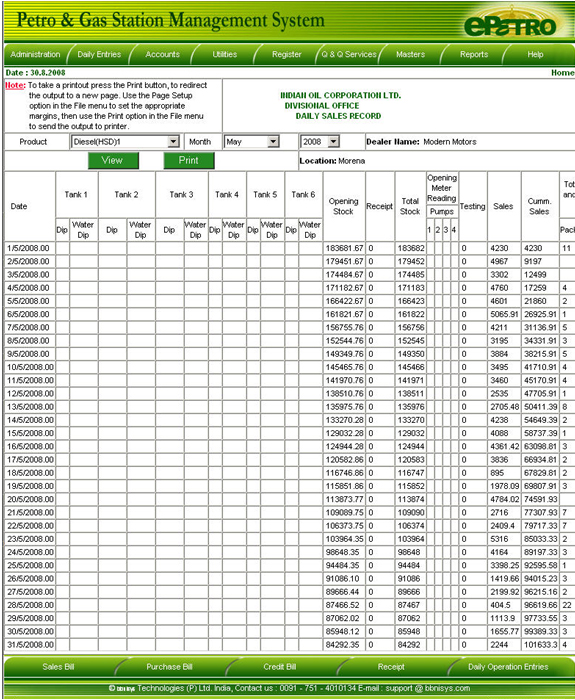 Petro & Gas Station Management System
ePETRO
Administration Daily Entries Accounts Utilities Register Q & Q Services Masters Reports Help
Date : 30.8.2008 Home
Note: To take a printout press the Print button, to redirect
the output to a new page. Use the Page Setup
option in the File menu to set the appropriate
margins, then use the Print option in the File menu
to send the output to printer.
INDIAN OIL CORPORATION LTD.
DIVISIONAL OFFICE
DAILY SALES RECORD
Product Diesel(HSD)1 Month May 2008 Dealer Name: Modern Motors
View Print Location: Morena
Date Tank 1 Tank 2 Tank 3 Tank 4 Tank 5 Tank 6 Opening Stock Receipt Total Stock Opening Meter Reading Testing Sales Cumm. Sales
Pumps
Dip Water Dip Dip Water Dip Dip Water Dip Dip Water Dip Dip Water Dip Dip Water Dip 1 2 3 4
1/5/2008.00 183681.67 0 183682 0 4230 4230 11
2/5/2008.00 179451.67 0 179452 0 4967 9197
3/5/2008.00 174484.67 0 174485 0 3302 12499
4/5/2008.00 171182.67 0 171183 0 4760 17259 4
5/5/2008.00 166422.67 0 166423 0 4601 21860 2
6/5/2008.00 161821.67 0 161822 0 5065.91 26925.91 1
7/5/2008.00 156755.76 0 156756 0 4211 31136.91 5
8/5/2008.00 152544.76 0 152545 0 3195 34331.91 3
9/5/2008.00 149349.76 0 149350 0 3884 38215.91 5
10/5/2008.00 145465.76 0 145466 0 3495 41710.91 4
11/5/2008.00 141970.76 0 141971 0 3460 45170.91 4
12/5/2008.00 138510.76 0 138511 0 2535 47705.91 1
13/5/2008.00 135975.76 0 135976 0 2705.48 50411.39 8
14/5/2008.00 133270.28 0 133270 0 4238 54649.39 2
15/5/2008.00 129032.28 0 129032 0 4088 58737.39 1
16/5/2008.00 124944.28 0 124944 0 4361.42 63098.81 3
17/5/2008.00 120582.86 0 120583 0 3836 66934.81 2
18/5/2008.00 116746.86 0 116747 0 895 67829.81 2
19/5/2008.00 115851.86 0 115852 0 1978.09 69807.91 3
20/5/2008.00 113873.77 0 113874 0 4784.02 74591.93
21/5/2008.00 109089.75 0 109090 0 2716 77307.93 7
22/5/2008.00 106373.75 0 106374 0 2409.4 79717.33 7
23/5/2008.00 103964.35 0 103964 0 5316 85033.33 2
24/5/2008.00 98648.35 0 98648 0 4164 89197.33 3
25/5/2008.00 94484.35 0 94484 0 3398.25 92595.58 1
26/5/2008.00 91086.10 0 91086 0 1419.66 94015.23 3
27/5/2008.00 89666.44 0 89666 0 2199.92 96215.16 2
28/5/2008.00 87466.52 0 87467 0 404.5 96619.66 22
29/5/2008.00 87062.02 0 87062 0 1113.9 97733.55 3
30/5/2008.00 85948.12 0 85948 0 1655.77 99389.33 3
31/5/2008.00 84292.35 0 84292 0 2244 101633.3 4
Sales Bill Purchase Bill Credit Bill Receipt Daily Operation Entries
© bbnisys Technologies (P) Ltd. India, Contact us : 0091 - 751 - 4010134 E-mail : support @ bbnisys.com